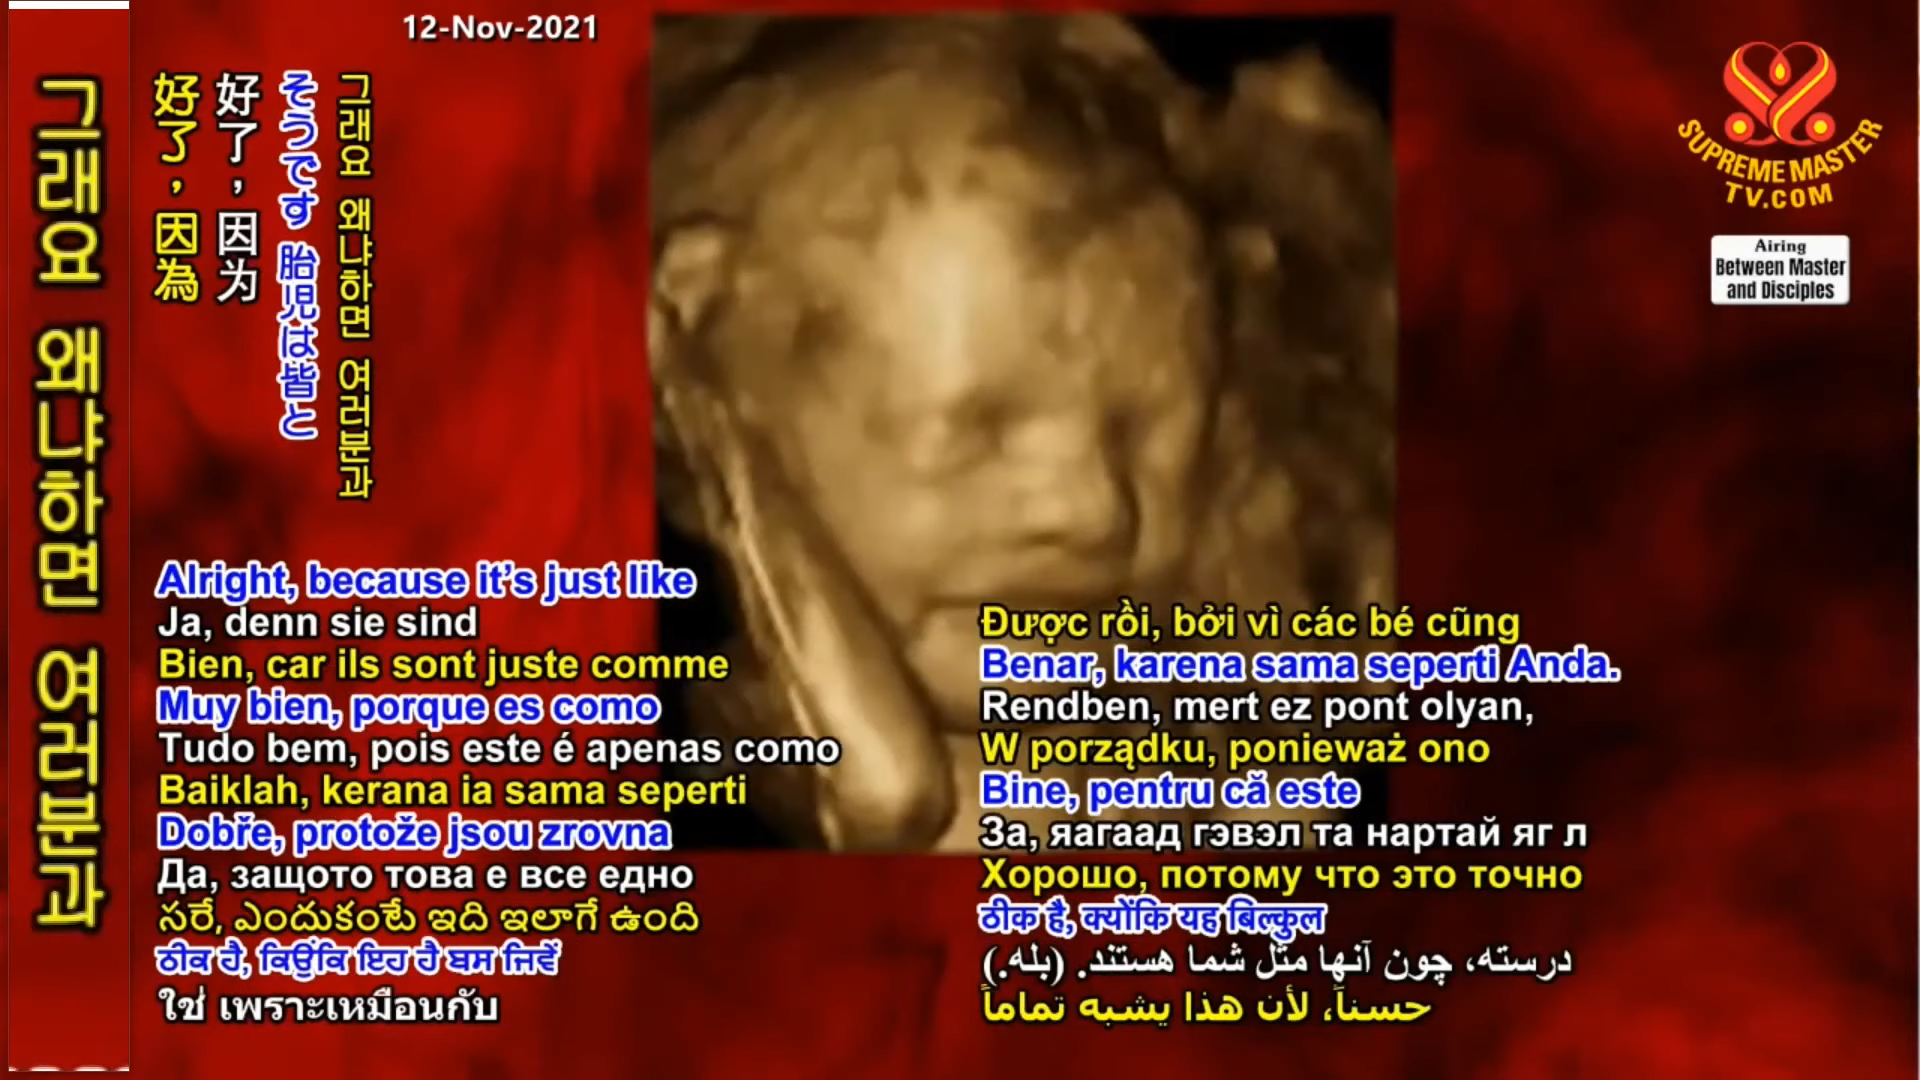 12-Nov-2021
그래요 왜냐하면 여러분과
好了，因為
好了，因为
そうです 胎児は皆と
그래요 왜냐하면 여러분과
SUPREME MASTER
TV.COM
Airing
Between Master
and Disciples
Alright, because it's just like
Ja, denn sie sind
Bien, car ils sont juste comme
Muy bien, porque es como
Tudo bem, pois este é apenas como
Baiklah, kerana ia sama seperti
Dobře, protože jsou zrovna
Да, защото това е все едно
సరే, ఎందుకంటే ఇది ఇలాగే ఉంది
ਠੀਕ ਹੈ, ਕਿਉਂਕਿ ਇਹ ਹੈ ਬਸ ਜਿਵੇਂ
ใช่ เพราะเหมือนกับ
Được rồi, bởi vì các bé cũng
Benar, karena sama seperti Anda.
Rendben, mert ez pont olyan,
W porządku, ponieważ ono
Bine, pentru că este
За, яагаад гэвэл та нартай яг л
Хорошо, потому что это точно
ठीक है, क्योंकि यह बिल्कुल
درسته، چون آنها مثل شما هستند. (بله.)
حسناً، لأن هذا يشبه تماماً